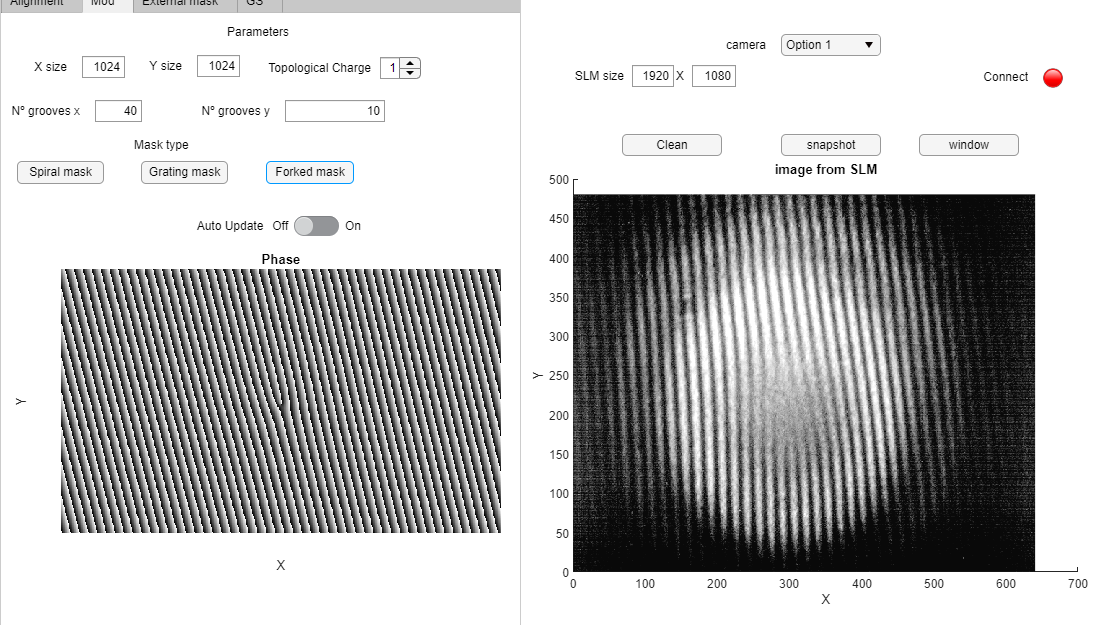 Alignment Mod External mask GS
Parameters
X size 1024 Y size 1024 Topological Charge 1
Nº grooves x 40 Nº grooves y 10
Mask type
Spiral mask Grating mask Forked mask
Auto Update Off On
Phase
Y
X
camera Option 1
SLM size 1920 X 1080 Connect
Clean snapshot window
image from SLM
500
450
400
350
300
250
200
150
100
50
0
Y
0 100 200 300 400 500 600 700
X